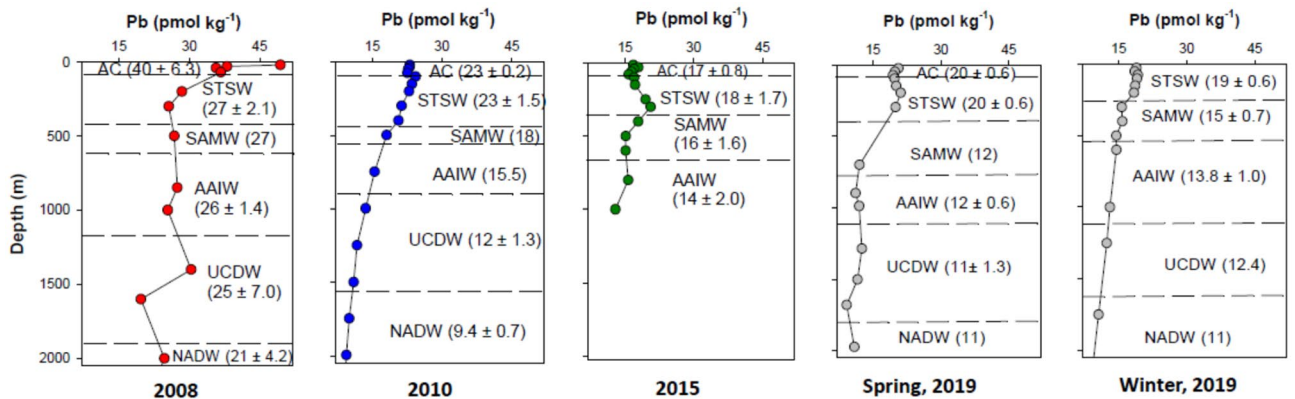 Pb (pmol kg⁻¹)
15 30 45
Depth (m)
0
500
1000
1500
2000
AC (40 ± 6.3)
STSW
(27 ± 2.1)
SAMW (27)
AAIW
(26 ± 1.4)
UCDW
(25 ± 7.0)
NADW (21 ± 4.2)
2008
Pb (pmol kg⁻¹)
15 30 45
AC (23 ± 0.2)
STSW (23 ± 1.5)
SAMW (18)
AAIW (15.5)
UCDW (12 ± 1.3)
NADW (9.4 ± 0.7)
2010
Pb (pmol kg⁻¹)
15 30 45
AC (17 ± 0.8)
STSW (18 ± 1.7)
SAMW
(16 ± 1.6)
AAIW
(14 ± 2.0)
2015
Pb (pmol kg⁻¹)
15 30 45
AC (20 ± 0.6)
STSW (20 ± 0.6)
SAMW (12)
AAIW (12 ± 0.6)
UCDW (11± 1.3)
NADW (11)
Spring, 2019
Pb (pmol kg⁻¹)
15 30 45
STSW (19 ± 0.6)
SAMW (15 ± 0.7)
AAIW (13.8 ± 1.0)
UCDW (12.4)
NADW (11)
Winter, 2019